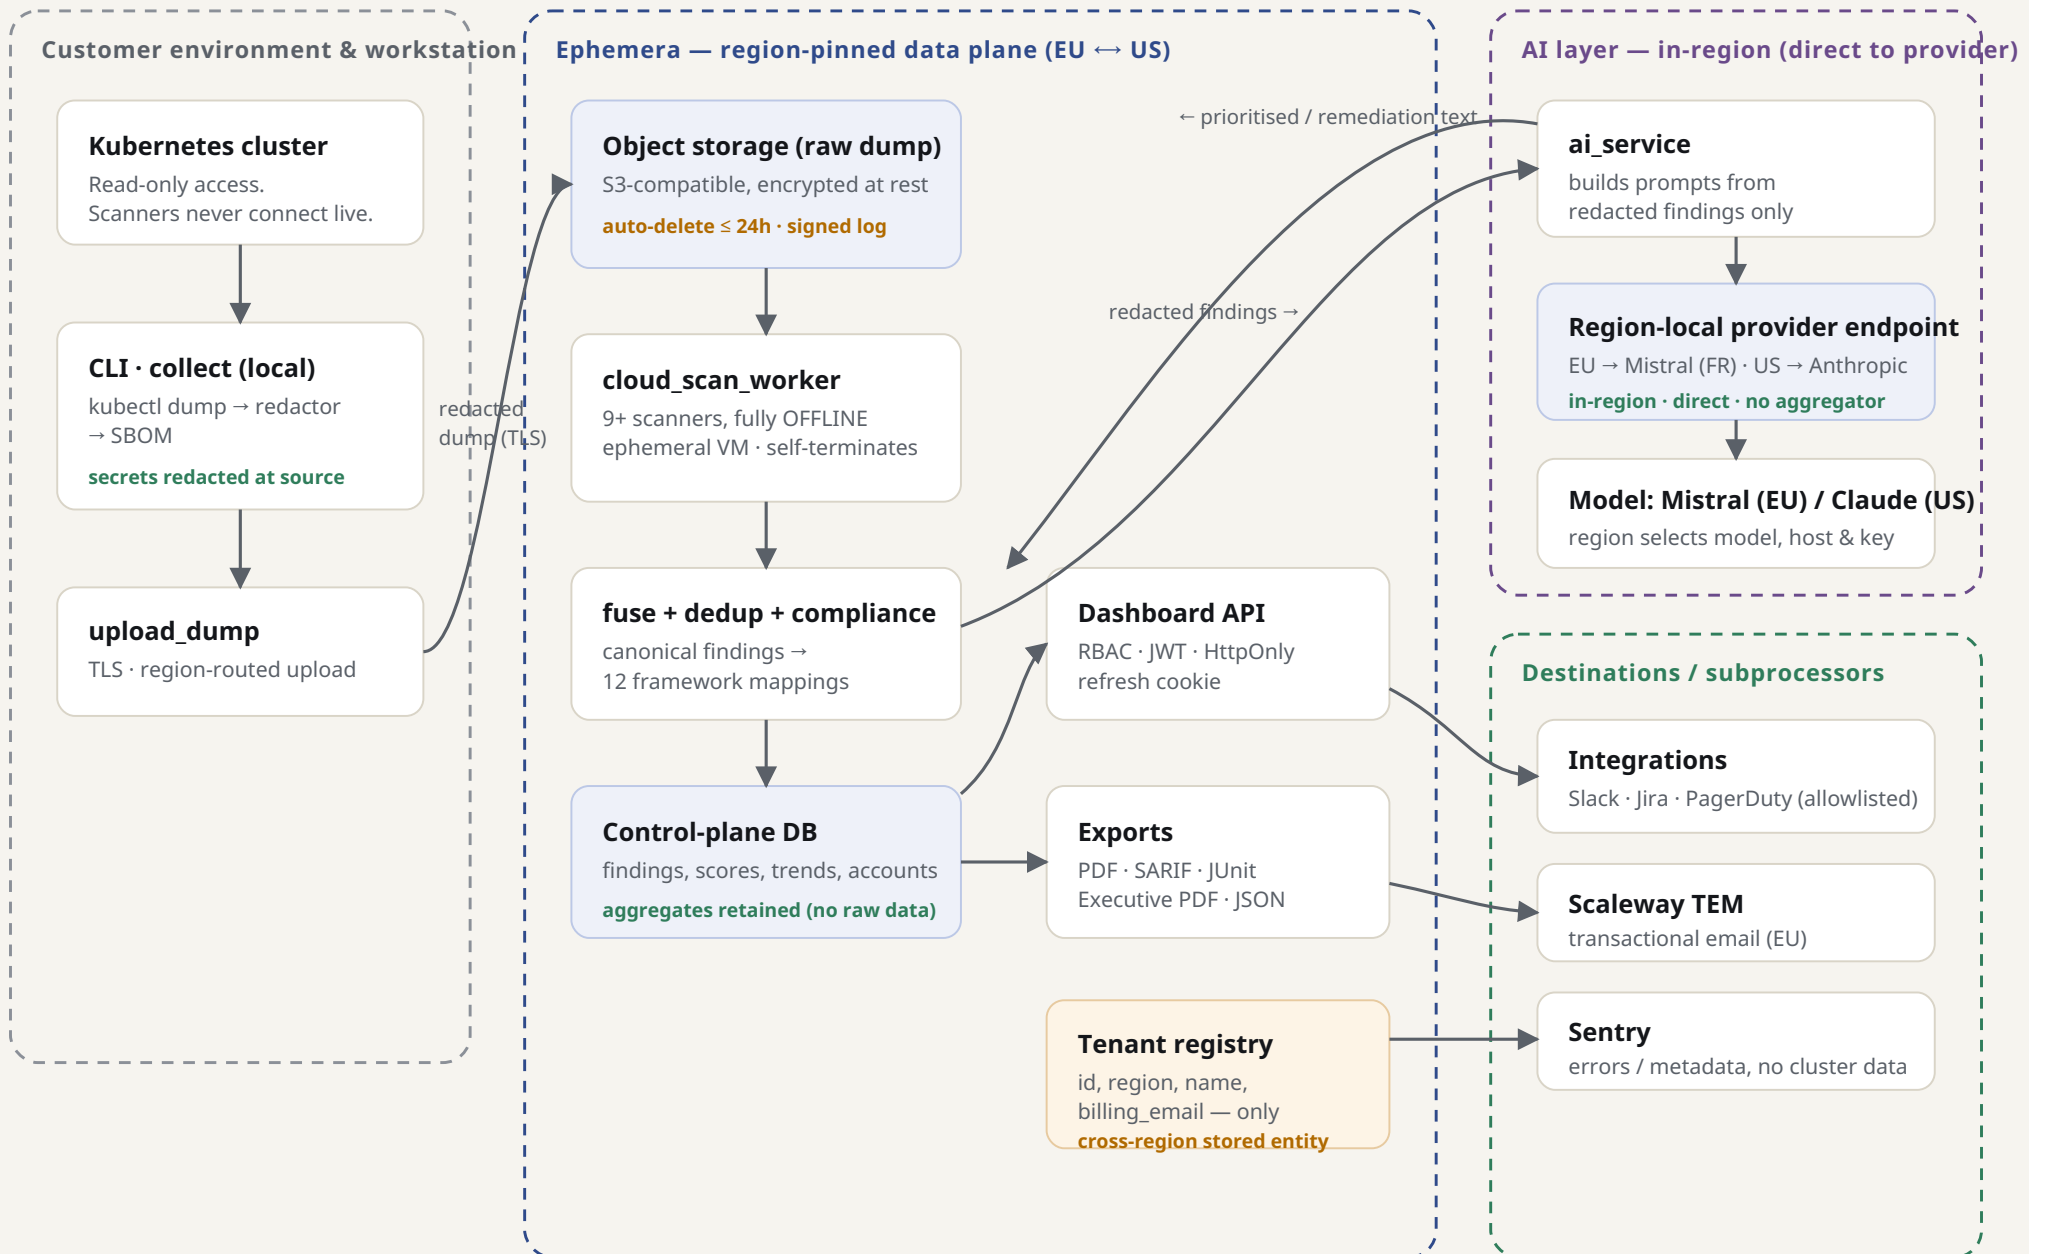 Customer environment & workstation
Kubernetes cluster
Read-only access.
Scanners never connect live.
CLI · collect (local)
kubectl dump → redactor
→ SBOM
secrets redacted at source
upload_dump
TLS · region-routed upload
redacted
dump (TLS)
Ephemera — region-pinned data plane (EU ⟷ US)
Object storage (raw dump)
S3-compatible, encrypted at rest
auto-delete ≤ 24h · signed log
cloud_scan_worker
9+ scanners, fully OFFLINE
ephemeral VM · self-terminates
fuse + dedup + compliance
canonical findings →
12 framework mappings
Control-plane DB
findings, scores, trends, accounts
aggregates retained (no raw data)
← prioritised / remediation text
redacted findings →
Dashboard API
RBAC · JWT · HttpOnly
refresh cookie
Exports
PDF · SARIF · JUnit
Executive PDF · JSON
Tenant registry
id, region, name,
billing_email — only
cross-region stored entity
AI layer — in-region (direct to provider)
ai_service
builds prompts from
redacted findings only
Region-local provider endpoint
EU → Mistral (FR) · US → Anthropic
in-region · direct · no aggregator
Model: Mistral (EU) / Claude (US)
region selects model, host & key
Destinations / subprocessors
Integrations
Slack · Jira · PagerDuty (allowlisted)
Scaleway TEM
transactional email (EU)
Sentry
errors / metadata, no cluster data